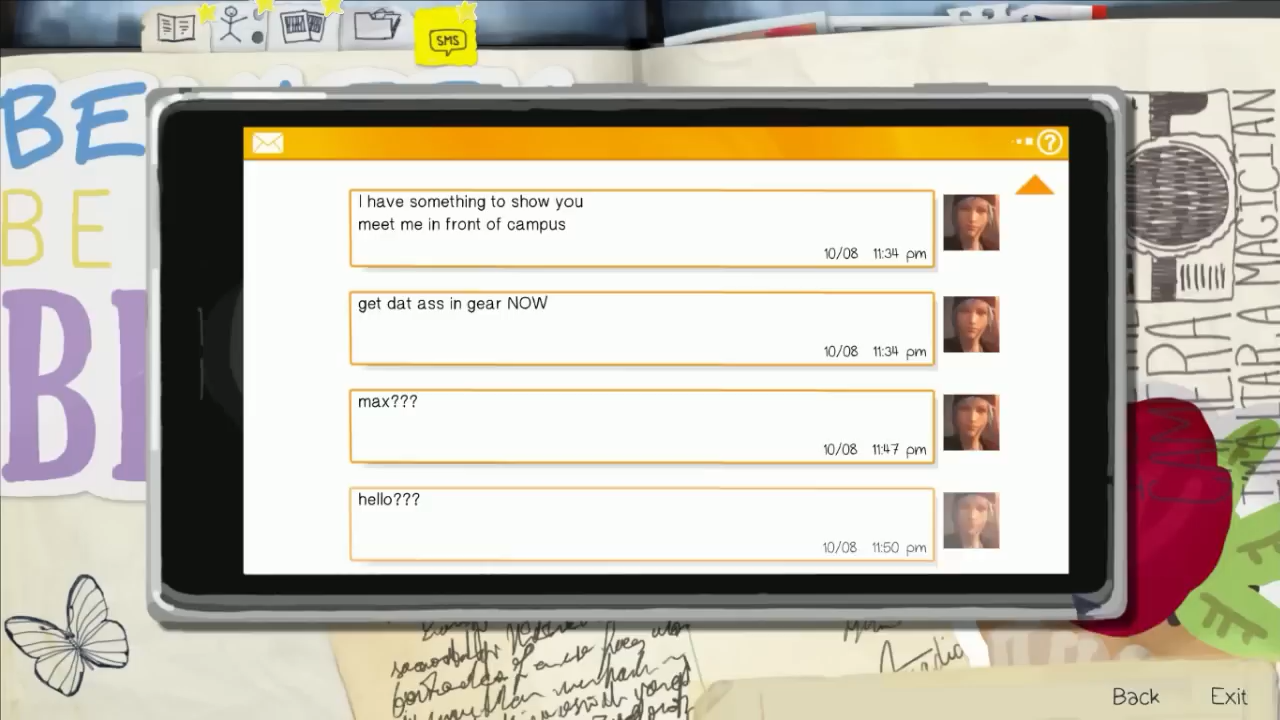 SMS
BE
I have something to show you
meet me in front of campus
10/08 11:34 pm
get dat ass in gear NOW
10/08 11:34 pm
max???
10/08 11:47 pm
hello???
10/08 11:50 pm
BE
CAMERA
MAGICIAN
Back
Exit